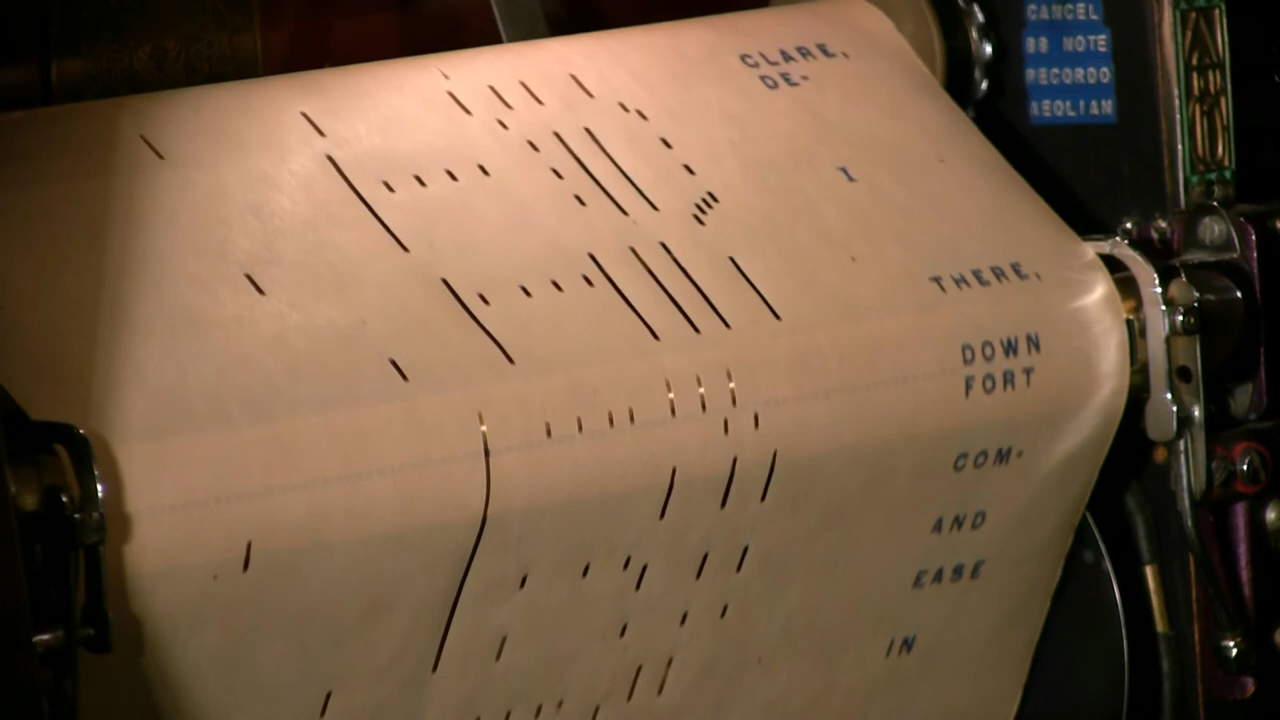 CLARE,
DE-
I
THERE,
DOWN
FORT
COM-
AND
EASE
IN
CANCEL
88 NOTE
RECORDO
AEOLIAN